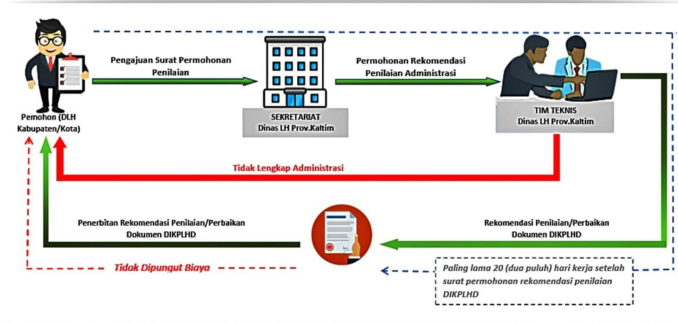 Pengajuan Surat Permohonan
Penilaian
Permohonan Rekomendasi
Penilaian Administrasi
Pemohon (DLH
Kabupaten/Kota)
SEKRETARIAT
Dinas LH Prov.Kaltim
TIM TEKNIS
Dinas LH Prov.Kaltim
Tidak Lengkap Administrasi
Penerbitan Rekomendasi Penilaian/Perbaikan
Dokumen DIKPLHD
Rekomendasi Penilaian/Perbaikan
Dokumen DIKPLHD
Tidak Dipungut Biaya
Paling lama 20 (dua puluh) hari kerja setelah
surat permohonan rekomendasi penilaian
DIKPLHD